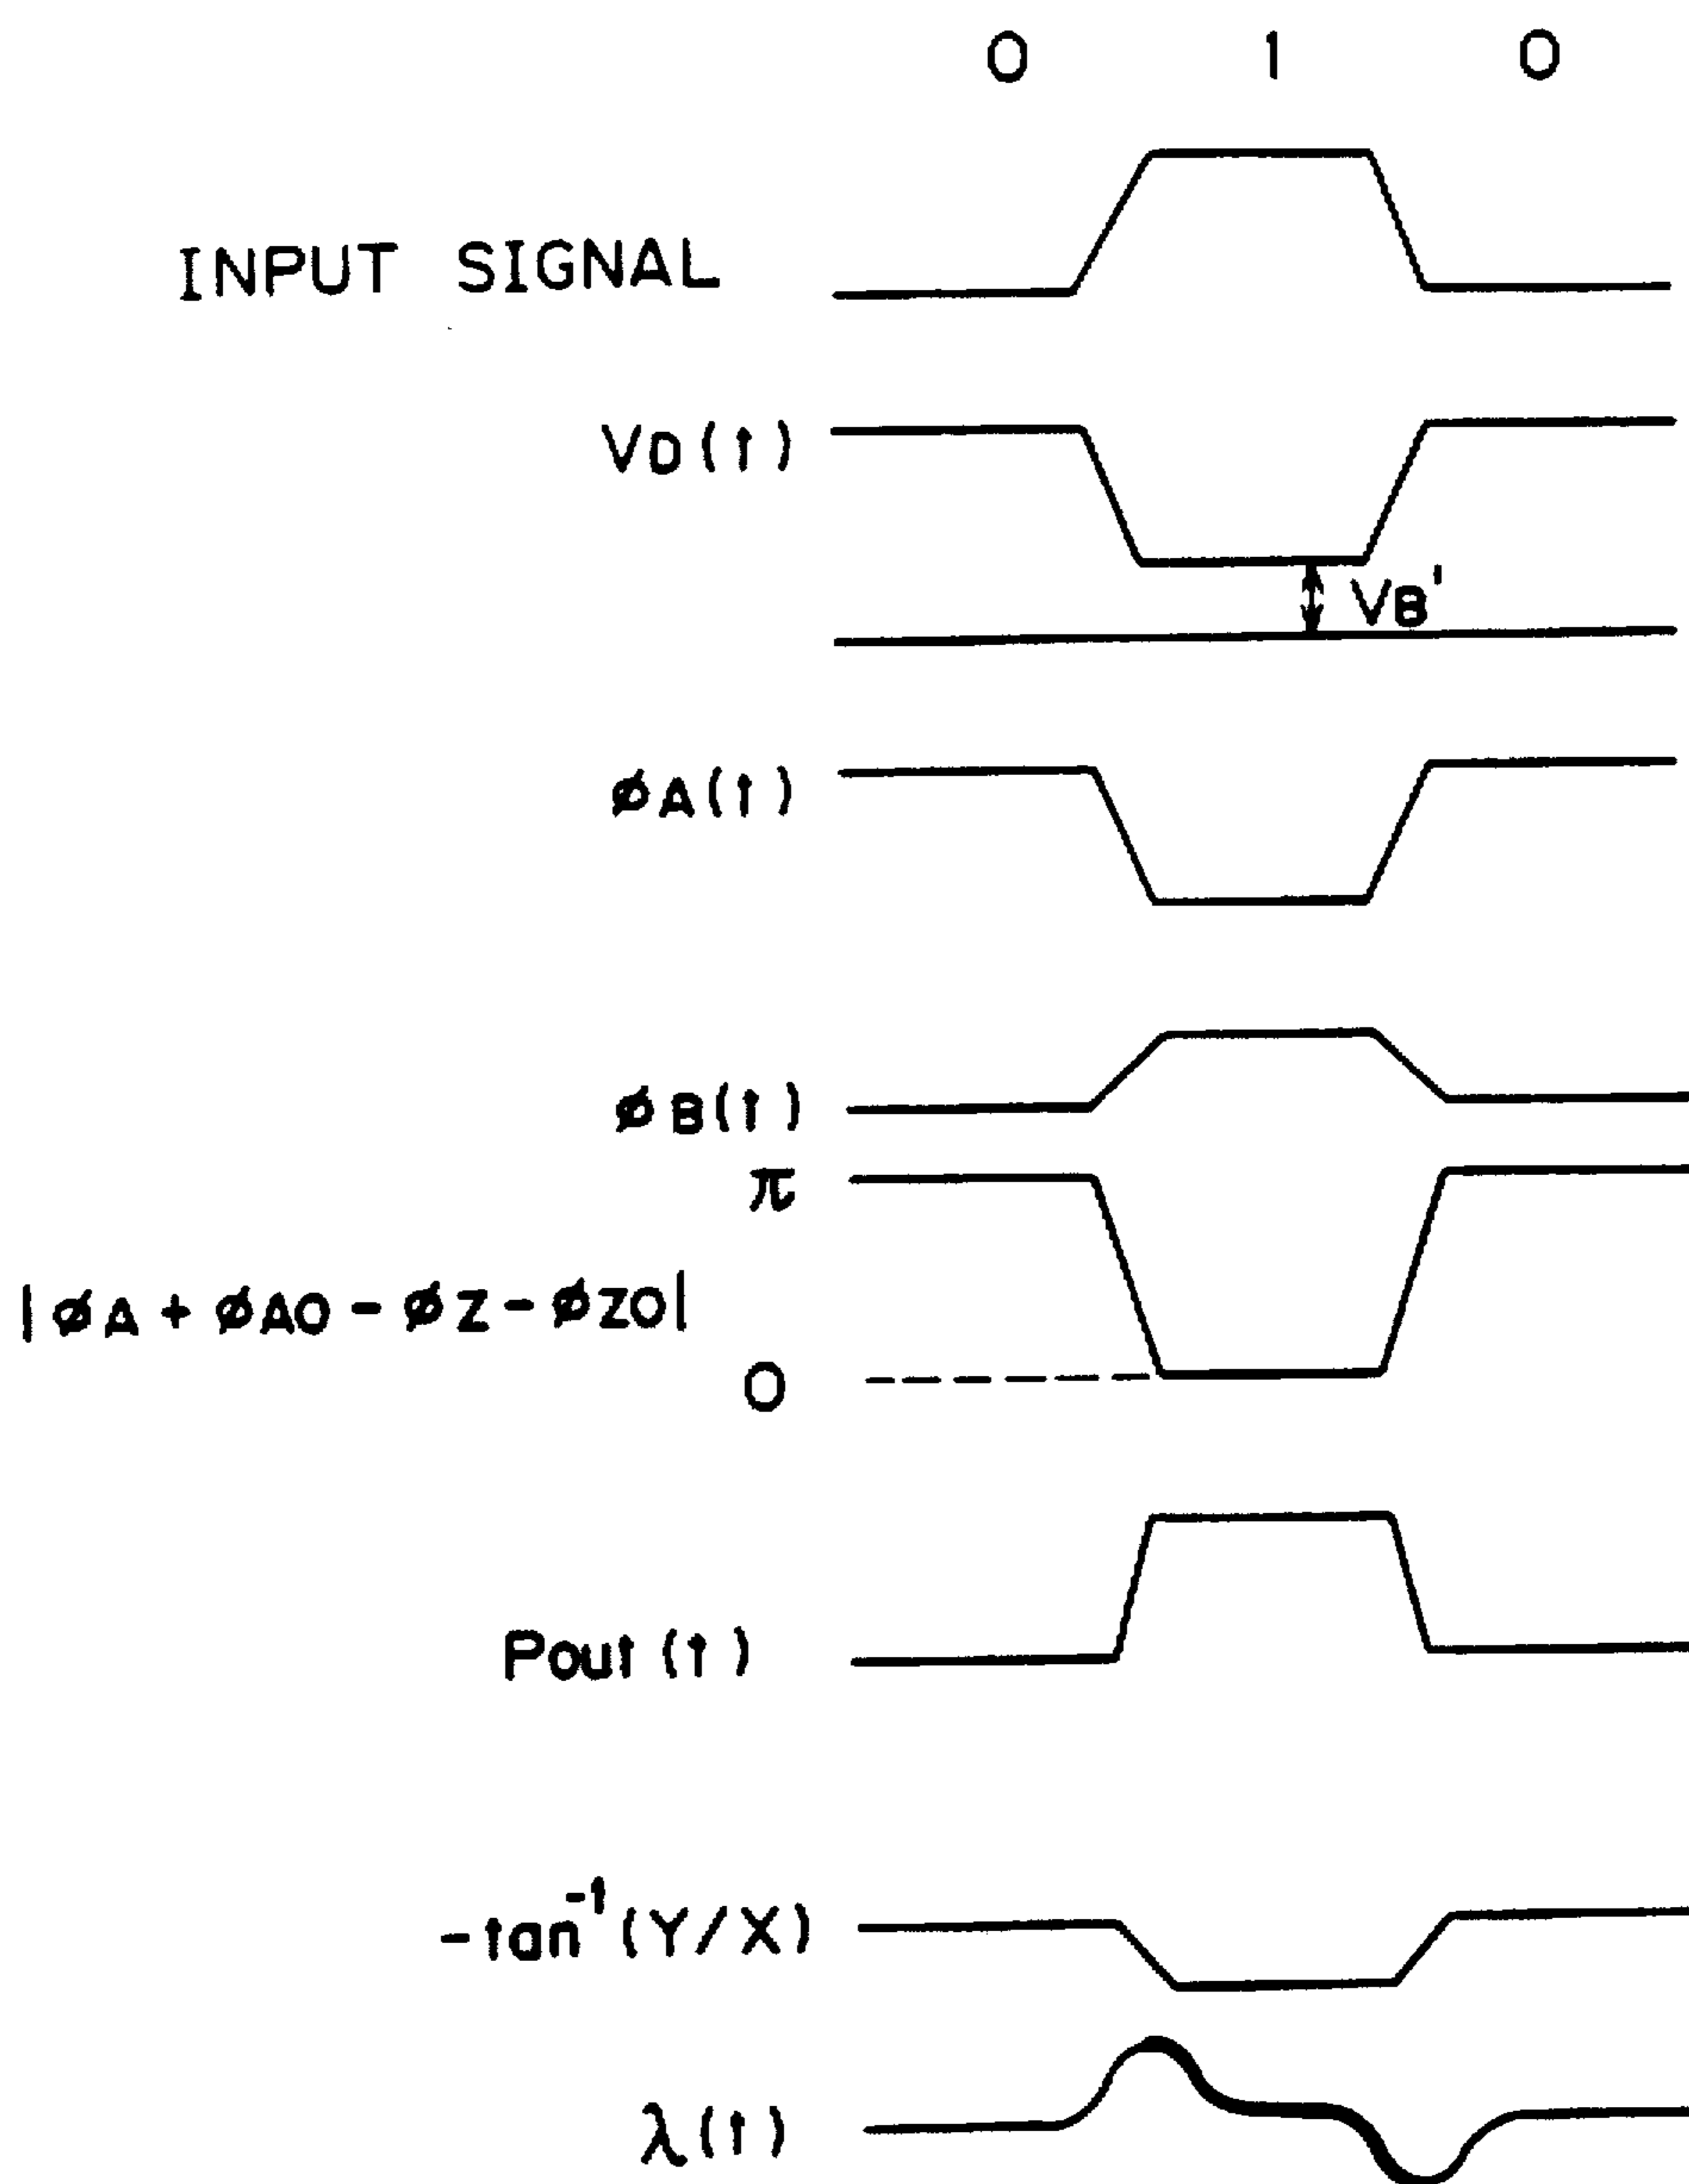 0 1 0
INPUT SIGNAL
VD(t)
VB'
øA(t)
øB(t)
π
|øA + øAO - øZ - øZO|
0
Pout(t)
-tan⁻¹(Y/X)
λ(t)